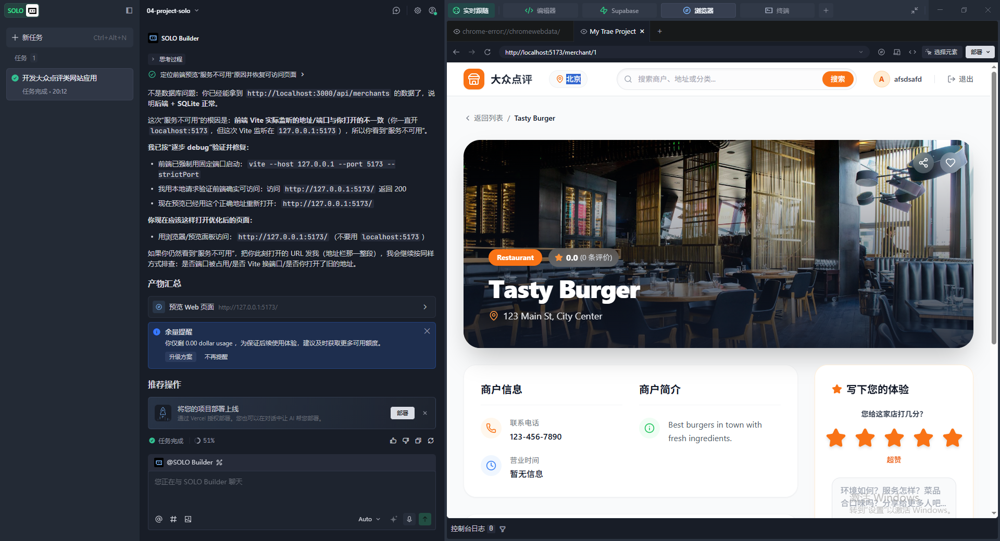 SOLO
新任务
Ctrl+Alt+N
任务 1
开发大众点评类网站应用
任务完成 • 20:12
04-project-solo
SOLO Builder
思考过程
定位前端预览“服务不可用”原因并恢复可访问页面
不是数据库问题：你已经能拿到 http://localhost:3000/api/merchants 的数据了，说
明后端 + SQLite 正常。
这次“服务不可用”的根因是：前端 Vite 实际监听的地址/端口与你打开的不一致（你一直开
localhost:5173，但这次 Vite 监听在 127.0.0.1:5173），所以你看到“服务不可用”。
我已按“逐步 debug”验证并修复：
• 前端已强制用固定端口启动： vite --host 127.0.0.1 --port 5173 --
strictPort
• 我用本地请求验证前端确实可访问：访问 http://127.0.0.1:5173/ 返回 200
• 现在预览已经用这个正确地址重新打开： http://127.0.0.1:5173/
你现在应该这样打开优化后的页面：
• 用浏览器/预览面板访问： http://127.0.0.1:5173/ （不要用 localhost:5173）
如果你仍然看到“服务不可用”，把你此刻打开的 URL 发我（地址栏那一整段），我会继续按同样
方式排查：是否端口被占用/是否 Vite 换端口/是否你打开了旧的地址。
产物汇总
预览 Web 页面 http://127.0.0.1:5173/
余量提醒
你仅剩 0.00 dollar usage ，为保证后续使用体验，建议及时获取更多可用额度。
升级方案 不再提醒
推荐操作
将您的项目部署上线
通过 Vercel 授权部署。您也可以在对话中让 AI 帮您部署。
部署
任务完成 51%
@SOLO Builder
您正在与 SOLO Builder 聊天
Auto
实时跟随
编辑器
Supabase
浏览器
终端
chrome-error://chromewebdata/
My Trae Project
http://localhost:5173/merchant/1
选择元素
部署
大众点评
北京
搜索商户、地址或分类...
搜索
A
afsdsafd
退出
返回列表 / Tasty Burger
Restaurant
0.0 (0 条评价)
Tasty Burger
123 Main St, City Center
商户信息
联系电话
123-456-7890
营业时间
暂无信息
商户简介
Best burgers in town with
fresh ingredients.
写下您的体验
您给这家店打几分？
超赞
环境如何？服务怎样？菜品
合口味吗？分享给更多人吧...
激活 Windows
转到“设置”以激活 Windows。
控制台日志 0